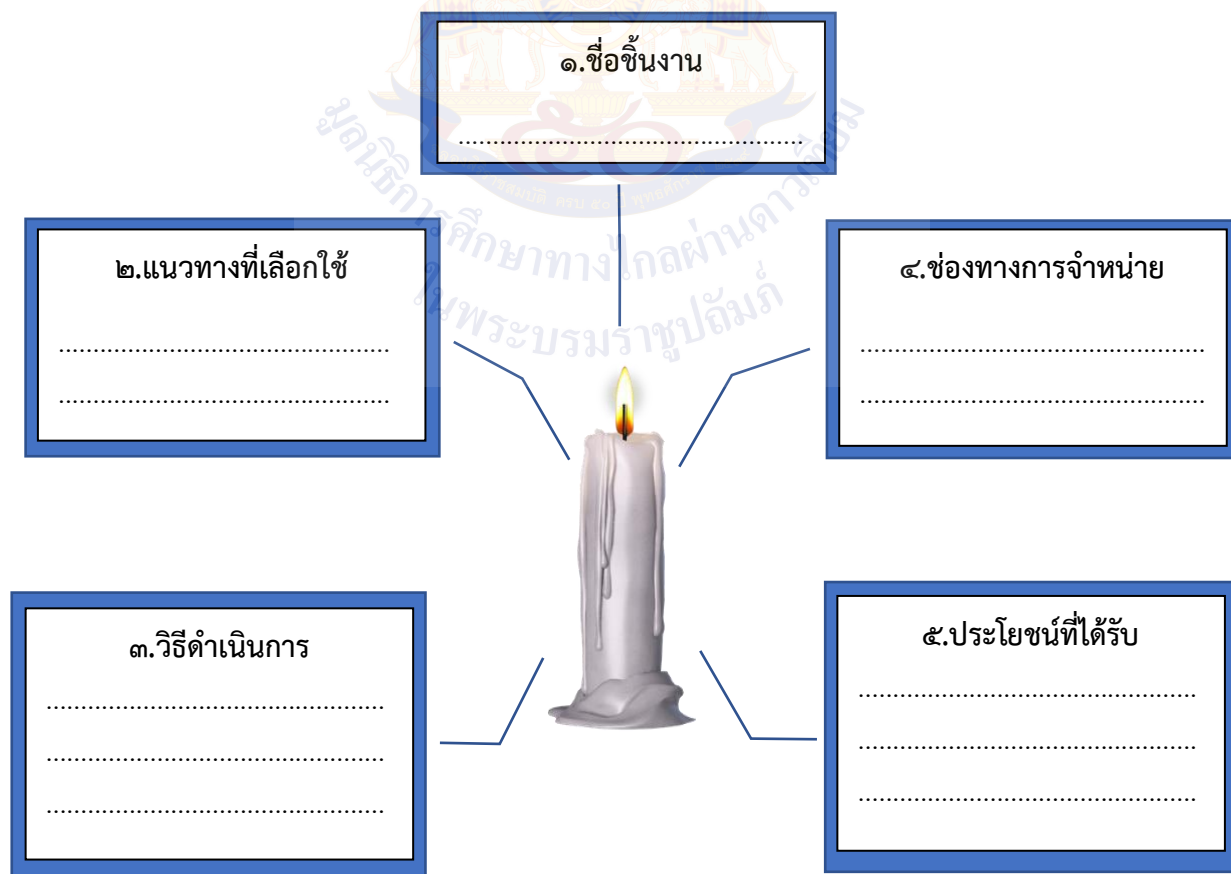 ๑.ชื่อชิ้นงาน
................................................
๒.แนวทางที่เลือกใช้
................................................
................................................
๓.วิธีดำเนินการ
................................................
................................................
................................................
๔.ช่องทางการจำหน่าย
................................................
................................................
๕.ประโยชน์ที่ได้รับ
................................................
................................................
................................................
มูลนิธิการศึกษาทางไกลผ่านดาวเทียม
ในพระบรมราชูปถัมภ์
๕๐